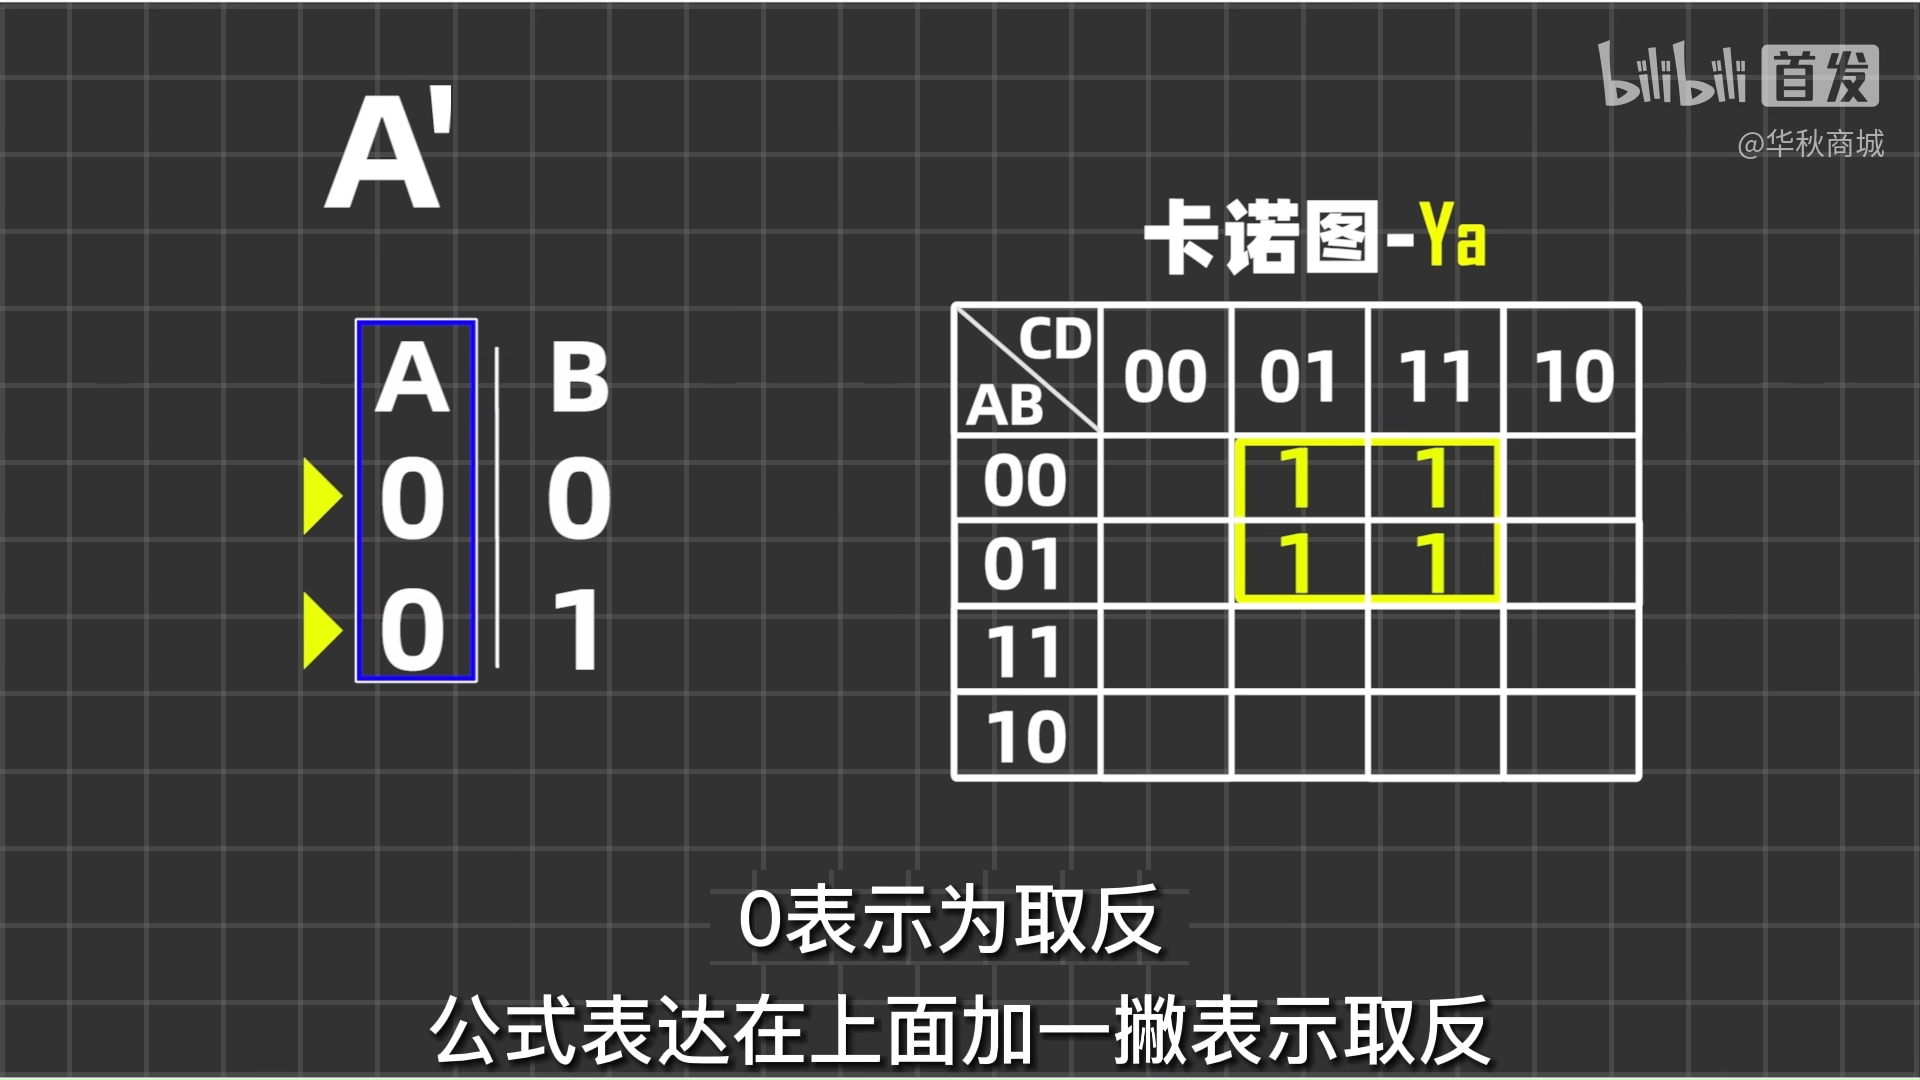 bilibili 首发
@华秋商城
A'
A B
0 0
0 1
卡诺图-Ya
CD
AB
00 01 11 10
00 1 1
01 1 1
11
10
0表示为取反
公式表达在上面加一撇表示取反